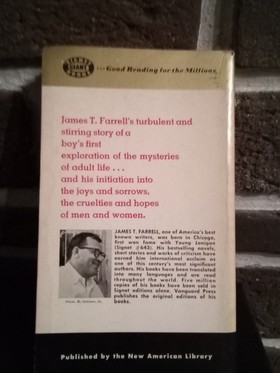 SIGNET
GIANT
BOOKS
...Good Reading for the Millions
James T. Farrell's turbulent and
stirring story of a
boy's first
exploration of the mysteries
of adult life . . .
and his initiation into
the joys and sorrows,
the cruelties and hopes
of men and women.
JAMES T. FARRELL, one of America's best
known writers, was born in Chicago,
first won fame with Young Lonigan
(Signet #643). His bestselling novels,
short stories and works of criticism have
earned him international acclaim as
one of this century's most significant
authors. His books have been translated
into many languages and are read
throughout the world. Five million
copies of his books have been sold in
Signet editions alone. Vanguard Press
publishes the original editions of his
books.
Published by the New American Library